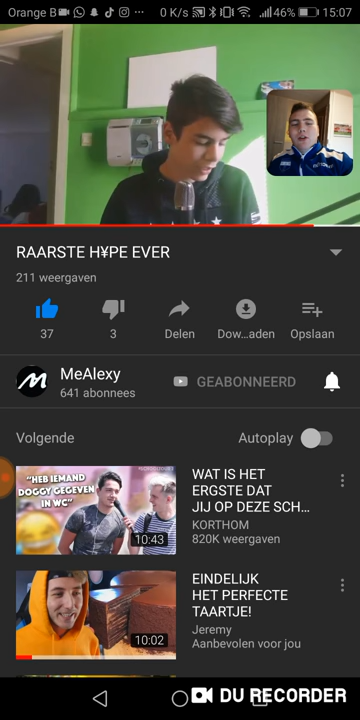 Orange B ... 0 K/s 46% 15:07
RAARSTE H¥PE EVER
211 weergaven
37 3 Delen Dow...aden Opslaan
MeAlexy
641 abonnees
GEABONNEERD
Volgende Autoplay
"HEB IEMAND
DOGGY GEGEVEN
IN WC"
10:43
WAT IS HET
ERGSTE DAT
JIJ OP DEZE SCH...
KORTHOM
820K weergaven
10:02
EINDELIJK
HET PERFECTE
TAARTJE!
Jeremy
Aanbevolen voor jou
DU RECORDER